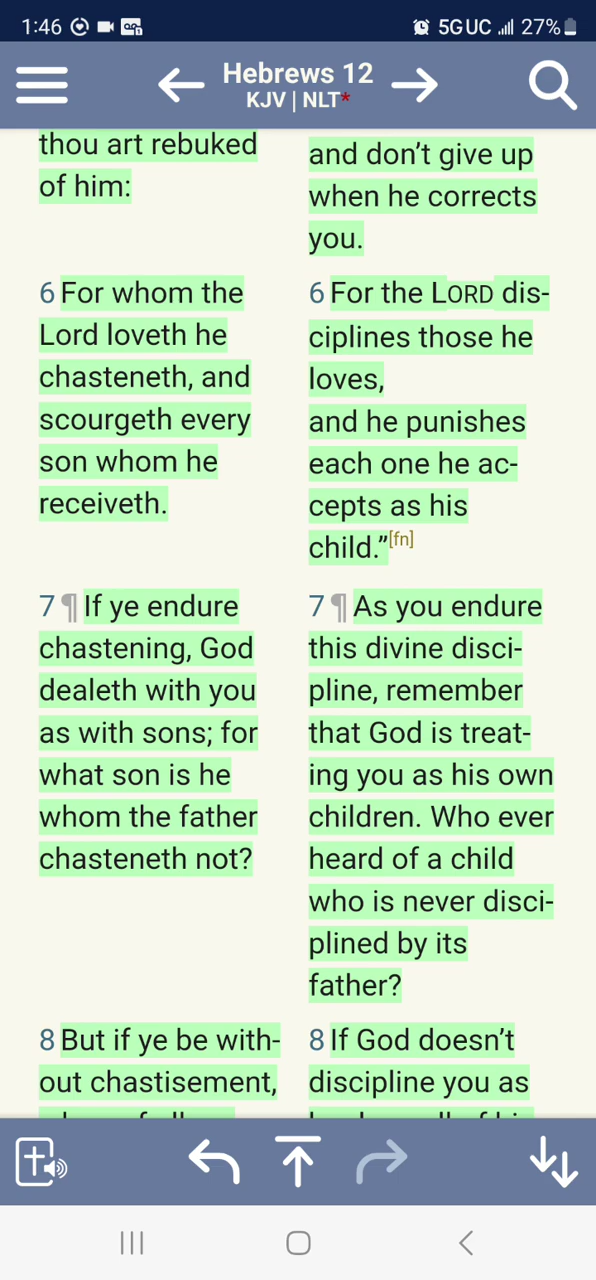 1:46
5G UC
27%
Hebrews 12
KJV | NLT*
thou art rebuked
of him:
6 For whom the
Lord loveth he
chasteneth, and
scourgeth every
son whom he
receiveth.
7 ¶ If ye endure
chastening, God
dealeth with you
as with sons; for
what son is he
whom the father
chasteneth not?
8 But if ye be with-
out chastisement,
and don’t give up
when he corrects
you.
6 For the LORD dis-
ciplines those he
loves,
and he punishes
each one he ac-
cepts as his
child.”[fn]
7 ¶ As you endure
this divine disci-
pline, remember
that God is treat-
ing you as his own
children. Who ever
heard of a child
who is never disci-
plined by its
father?
8 If God doesn’t
discipline you as